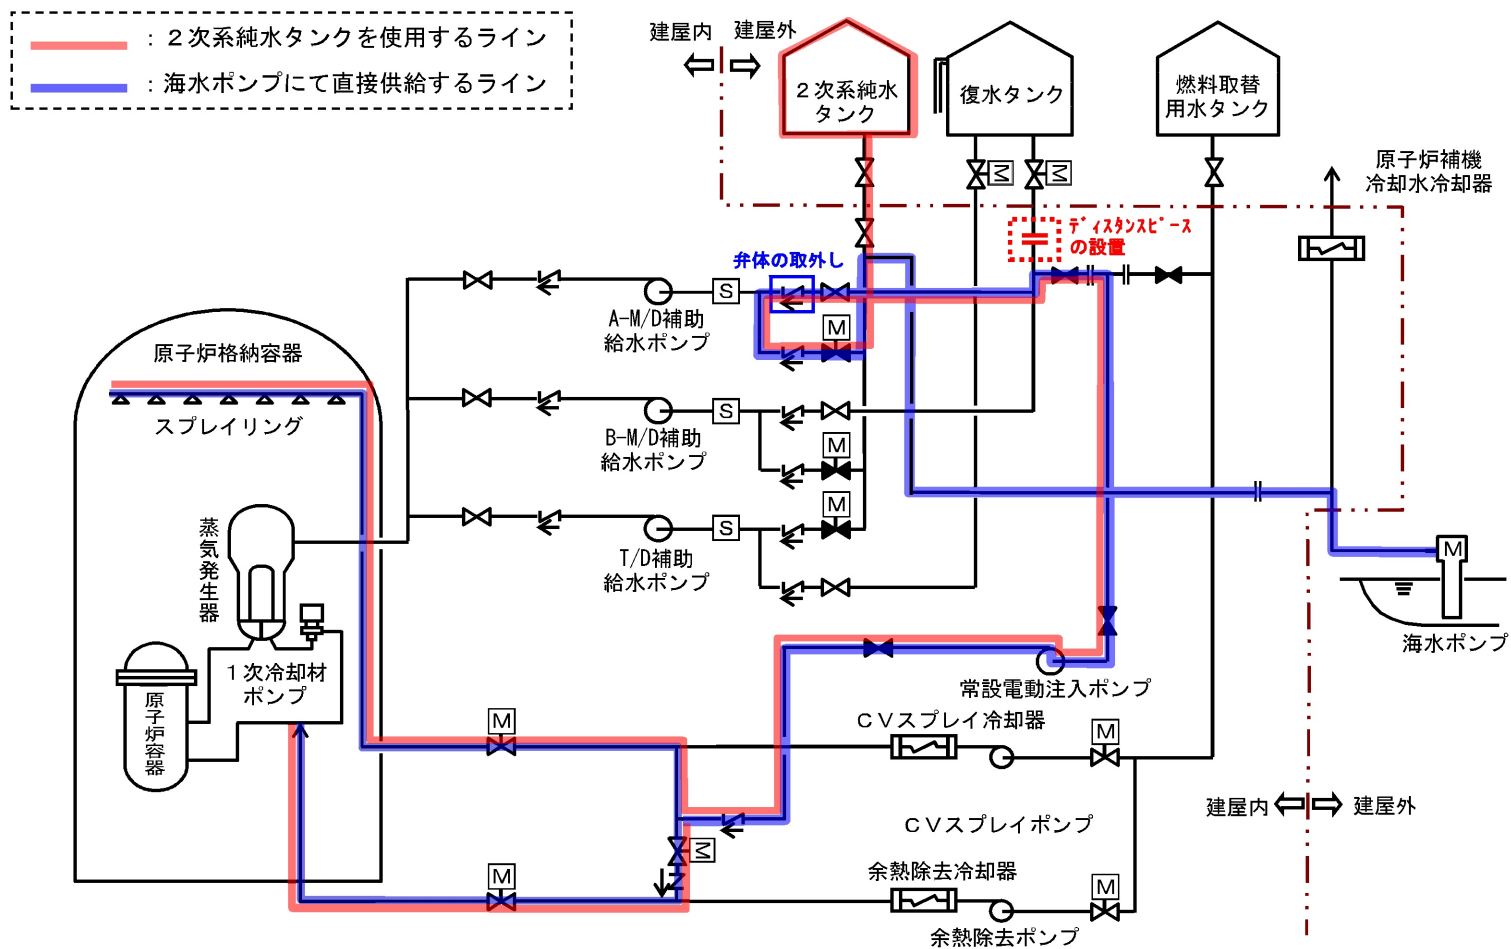 ：２次系純水タンクを使用するライン
：海水ポンプにて直接供給するライン
建屋内
建屋外
２次系純水
タンク
復水タンク
燃料取替
用水タンク
原子炉補機
冷却水冷却器
M
M
ﾃﾞｨｽﾀﾝｽﾋﾟｰｽ
の設置
弁体の取外し
S
A-M/D補助
給水ポンプ
M
原子炉格納容器
スプレイリング
S
B-M/D補助
給水ポンプ
M
M
S
T/D補助
給水ポンプ
蒸気発生器
M
海水ポンプ
１次冷却材
ポンプ
原子炉容器
常設電動注入ポンプ
M
ＣＶスプレイ冷却器
M
建屋内
建屋外
ＣＶスプレイポンプ
M
M
余熱除去冷却器
M
余熱除去ポンプ